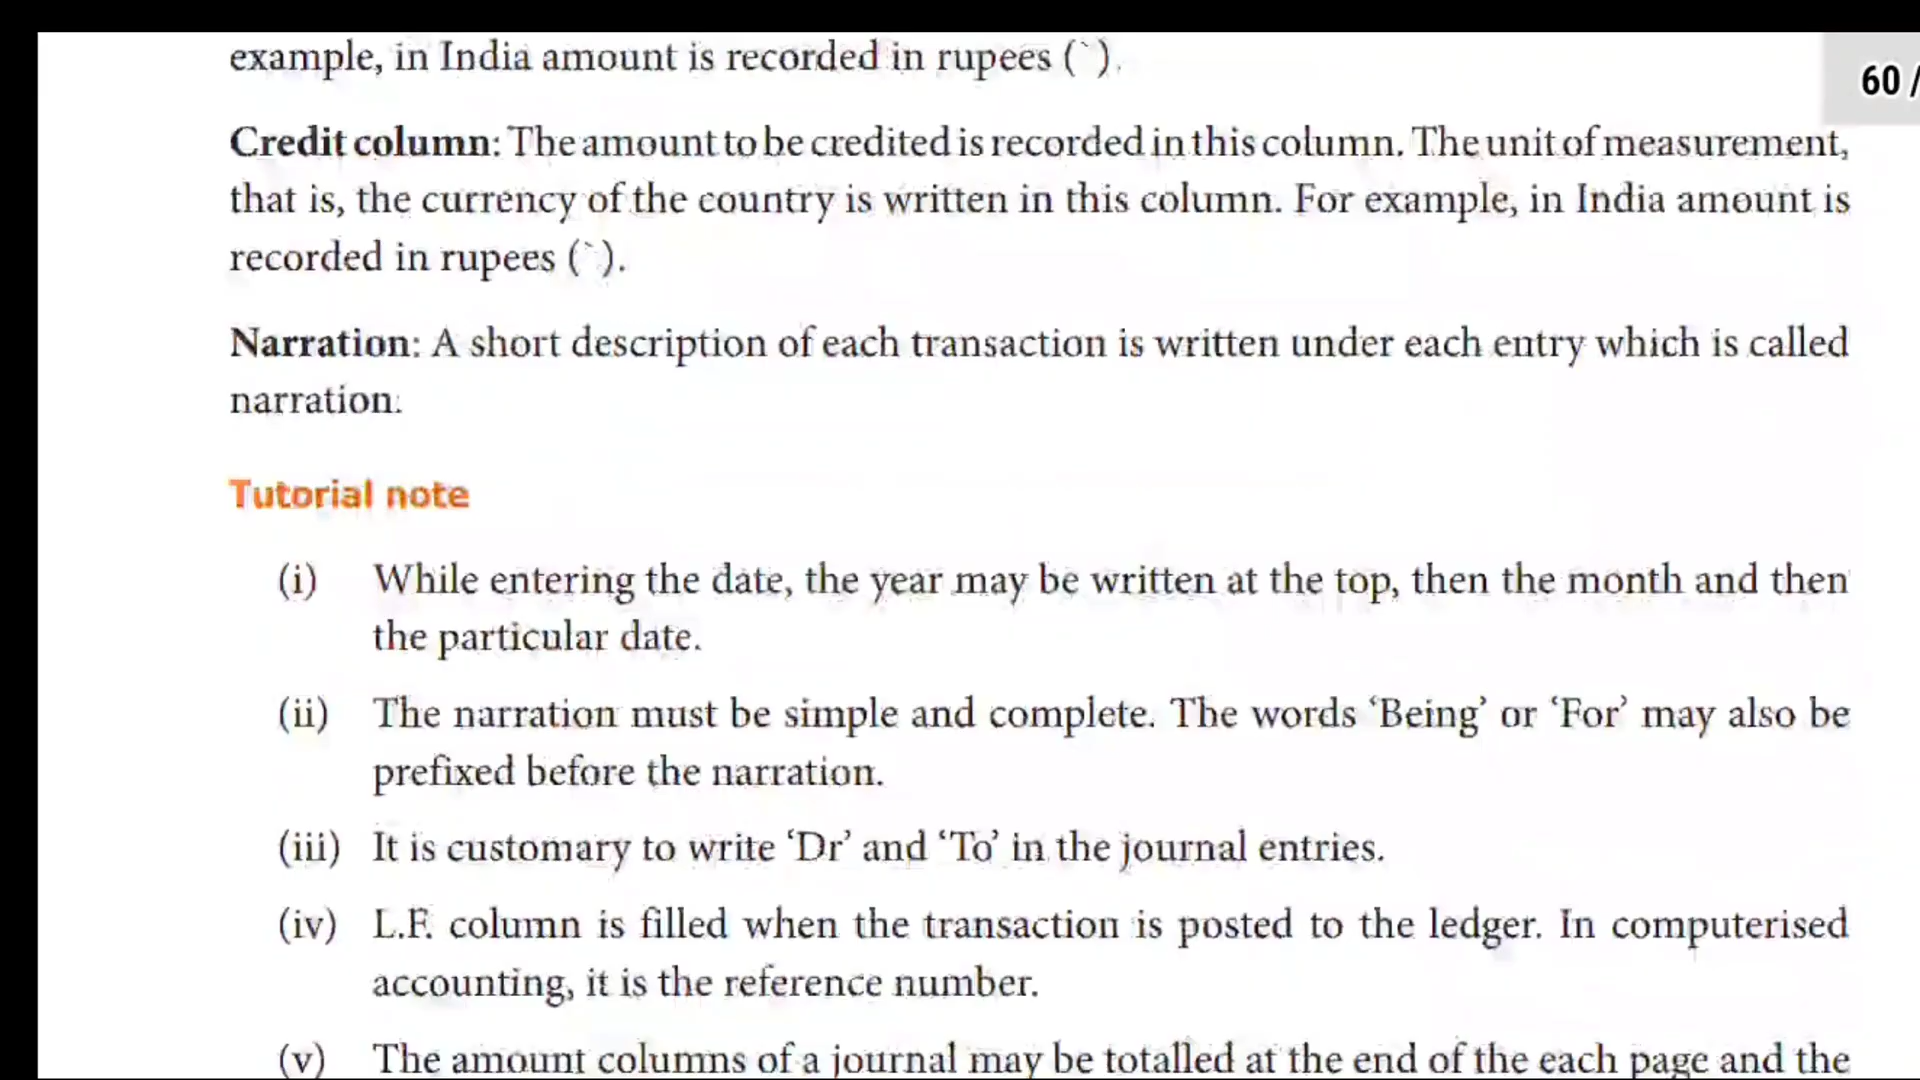 example, in India amount is recorded in rupees (`).
60 /
Credit column: The amount to be credited is recorded in this column. The unit of measurement,
that is, the currency of the country is written in this column. For example, in India amount is
recorded in rupees (`).
Narration: A short description of each transaction is written under each entry which is called
narration.
Tutorial note
(i) While entering the date, the year may be written at the top, then the month and then
the particular date.
(ii) The narration must be simple and complete. The words ‘Being’ or ‘For’ may also be
prefixed before the narration.
(iii) It is customary to write ‘Dr’ and ‘To’ in the journal entries.
(iv) L.F. column is filled when the transaction is posted to the ledger. In computerised
accounting, it is the reference number.
(v) The amount columns of a journal may be totalled at the end of the each page and the